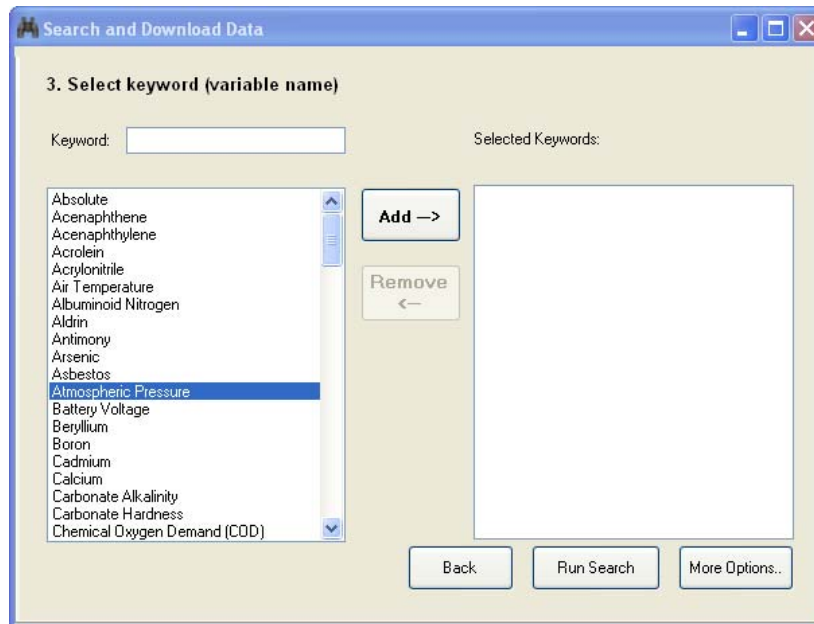 Search and Download Data
3. Select keyword (variable name)
Keyword:
Selected Keywords:
Absolute
Acenaphthene
Acenaphthylene
Acrolein
Acrylonitrile
Air Temperature
Albuminoid Nitrogen
Aldrin
Antimony
Arsenic
Asbestos
Atmospheric Pressure
Battery Voltage
Beryllium
Boron
Cadmium
Calcium
Carbonate Alkalinity
Carbonate Hardness
Chemical Oxygen Demand (COD)
Add —>
Remove
<—
Back
Run Search
More Options..